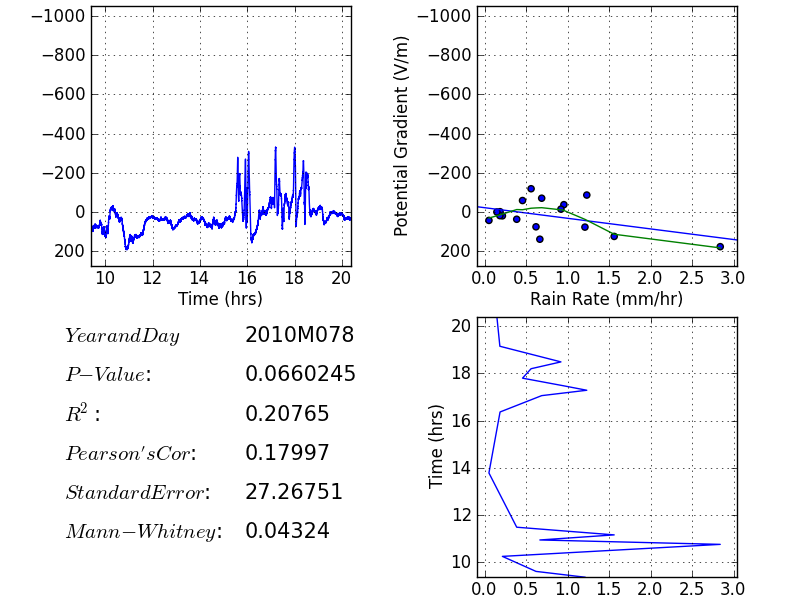 −1000
−800
−600
−400
−200
0
200
10 12 14 16 18 20
Time (hrs)
Potential Gradient (V/m)
−1000
−800
−600
−400
−200
0
200
0.0 0.5 1.0 1.5 2.0 2.5 3.0
Rain Rate (mm/hr)
YearandDay 2010M078
P−Value: 0.0660245
R²: 0.20765
Pearson'sCor: 0.17997
StandardError: 27.26751
Mann−Whitney: 0.04324
Time (hrs)
20
18
16
14
12
10
0.0 0.5 1.0 1.5 2.0 2.5 3.0